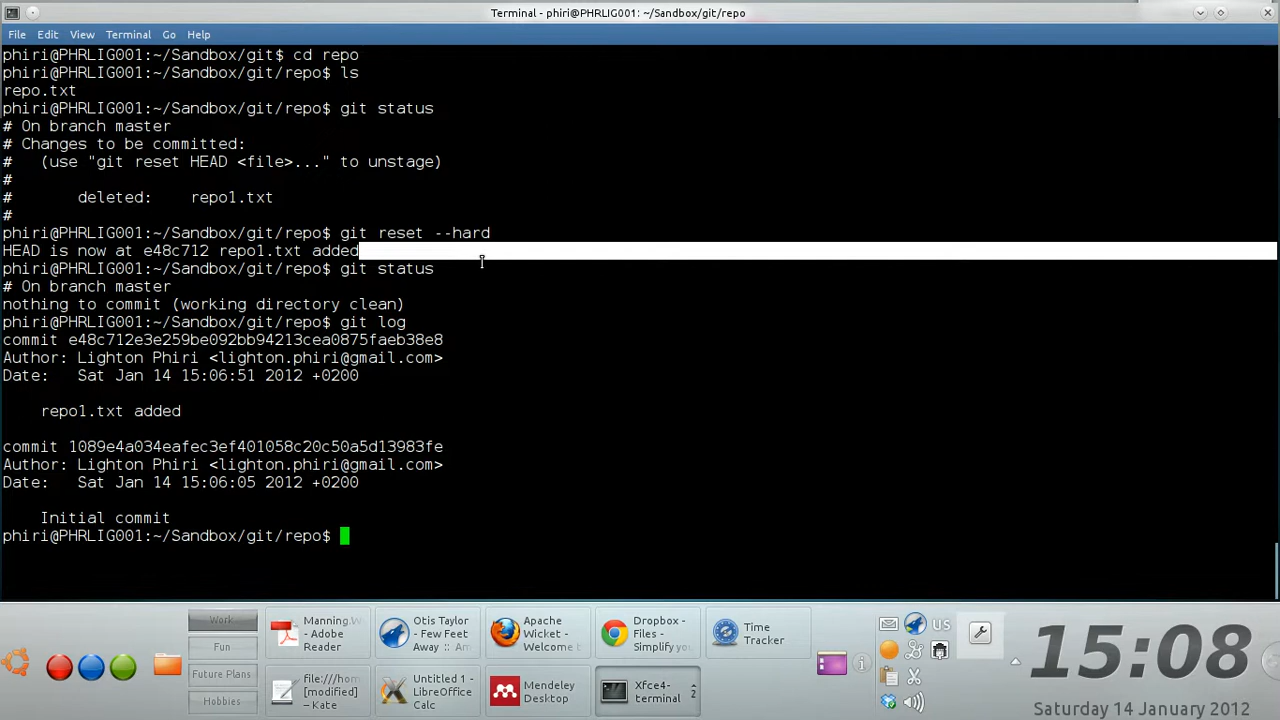 Terminal - phiri@PHRLIG001: ~/Sandbox/git/repo
File Edit View Terminal Go Help
phiri@PHRLIG001:~/Sandbox/git$ cd repo
phiri@PHRLIG001:~/Sandbox/git/repo$ ls
repo.txt
phiri@PHRLIG001:~/Sandbox/git/repo$ git status
# On branch master
# Changes to be committed:
#   (use "git reset HEAD <file>..." to unstage)
#
#       deleted:    repo1.txt
#
phiri@PHRLIG001:~/Sandbox/git/repo$ git reset --hard
HEAD is now at e48c712 repo1.txt added
phiri@PHRLIG001:~/Sandbox/git/repo$ git status
# On branch master
nothing to commit (working directory clean)
phiri@PHRLIG001:~/Sandbox/git/repo$ git log
commit e48c712e3e259be092bb94213cea0875faeb38e8
Author: Lighton Phiri <lighton.phiri@gmail.com>
Date:   Sat Jan 14 15:06:51 2012 +0200
    repo1.txt added
commit 1089e4a034eafec3ef401058c20c50a5d13983fe
Author: Lighton Phiri <lighton.phiri@gmail.com>
Date:   Sat Jan 14 15:06:05 2012 +0200
    Initial commit
phiri@PHRLIG001:~/Sandbox/git/repo$
Work
Fun
Future Plans
Hobbies
Manning.W
- Adobe
Reader
Otis Taylor
- Few Feet
Away :: Am
Apache
Wicket -
Welcome t
Dropbox -
Files -
Simplify you
Time
Tracker
file:///hom
[modified]
- Kate
Untitled 1 -
LibreOffice
Calc
Mendeley
Desktop
Xfce4-
terminal
2
US
15:08
Saturday 14 January 2012